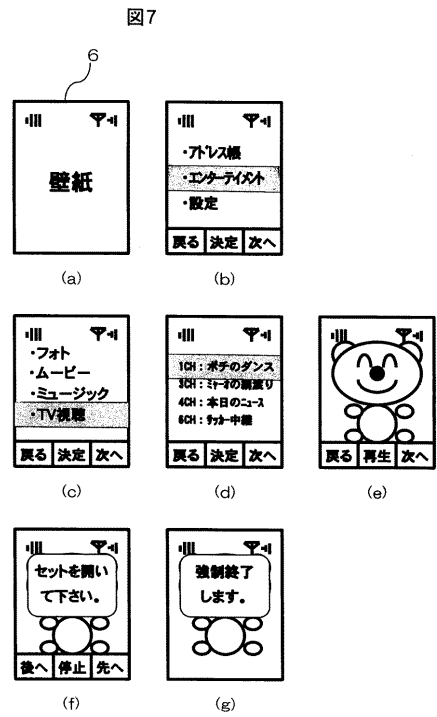 図7
6
壁紙
(a)
・アドレス帳
・エンターテイメント
・設定
戻る 決定 次へ
(b)
・フォト
・ムービー
・ミュージック
・TV視聴
戻る 決定 次へ
(c)
1CH：ポチのダンス
3CH：ミャーオの綱渡り
4CH：本日のニュース
6CH：サッカー中継
戻る 決定 次へ
(d)
戻る 再生 次へ
(e)
セットを開い
て下さい。
後へ 停止 先へ
(f)
強制終了
します。
(g)